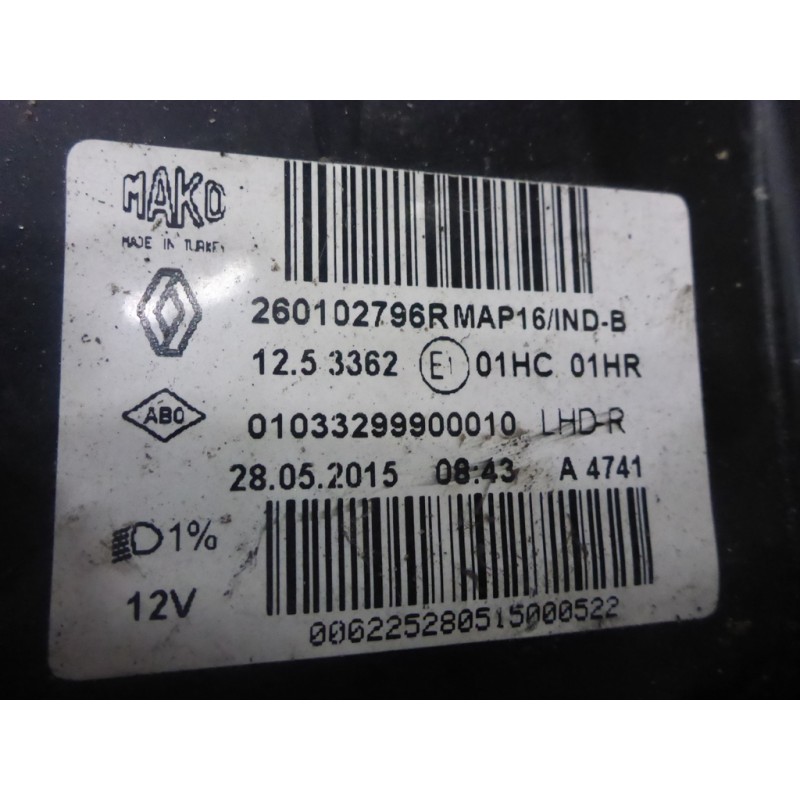 MAKO
MADE IN TURKEY
260102796R MAP16/IND-B
12.5 3362 E1 01HC 01HR
ABO
01033299900010 LHD-R
28.05.2015 08:43 A 4741
1%
12V
006225280515000522